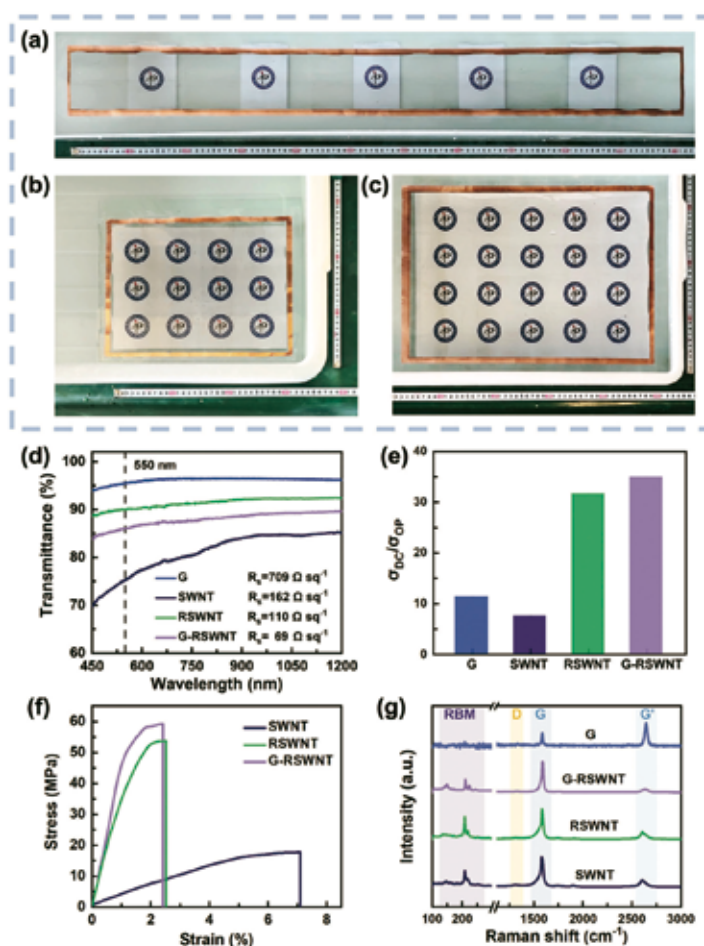 (a)
(b)
(c)
(d)
Transmittance (%)
100
95
90
85
80
75
70
65
60
550 nm
G Rs=709 Ω sq-1
SWNT Rs=162 Ω sq-1
RSWNT Rs=110 Ω sq-1
G-RSWNT Rs= 69 Ω sq-1
450 600 750 900 1050 1200
Wavelength (nm)
(e)
σDC/σOP
40
30
20
10
0
G SWNT RSWNT G-RSWNT
(f)
Stress (MPa)
60
50
40
30
20
10
0
SWNT
RSWNT
G-RSWNT
0 2 4 6 8
Strain (%)
(g)
Intensity (a.u.)
RBM D G G'
G
G-RSWNT
RSWNT
SWNT
100 200 1500 2000 2500 3000
Raman shift (cm-1)